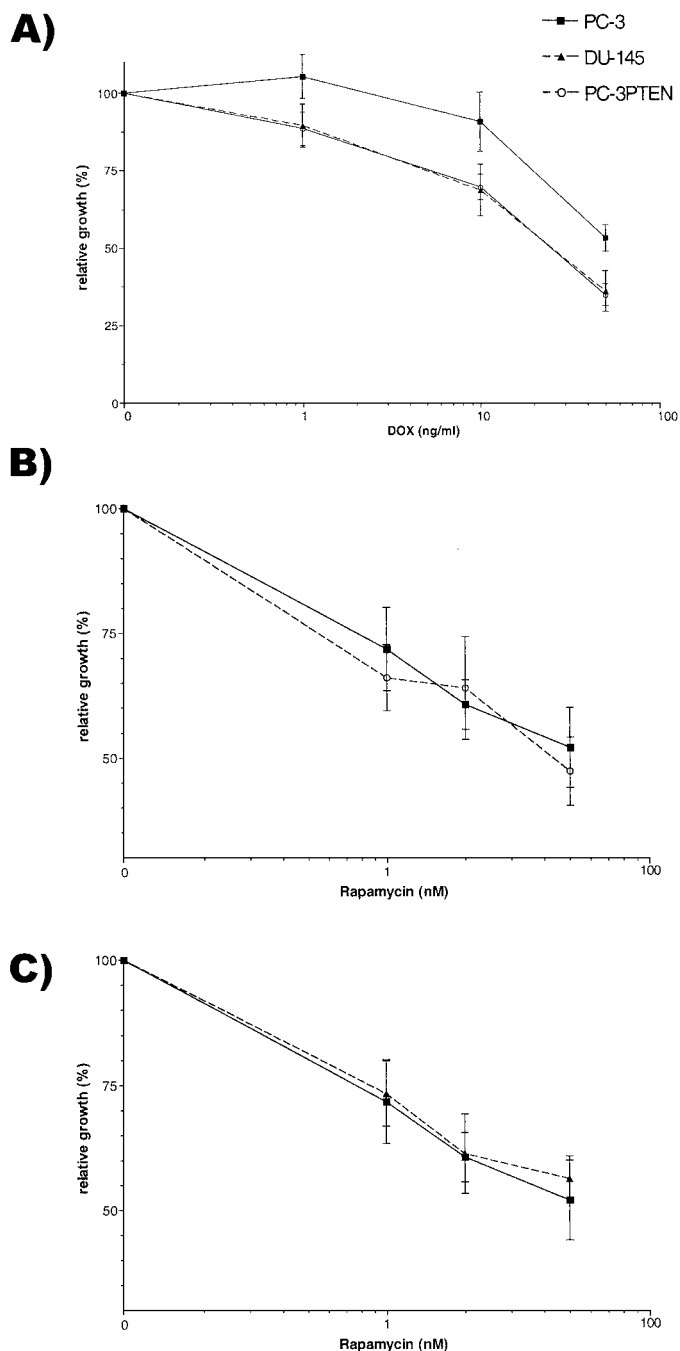 A)
PC-3
DU-145
PC-3PTEN
100
75
50
25
0
relative growth (%)
0 1 10 100
DOX (ng/ml)
B)
100
75
50
relative growth (%)
0 1 100
Rapamycin (nM)
C)
100
75
50
relative growth (%)
0 1 100
Rapamycin (nM)